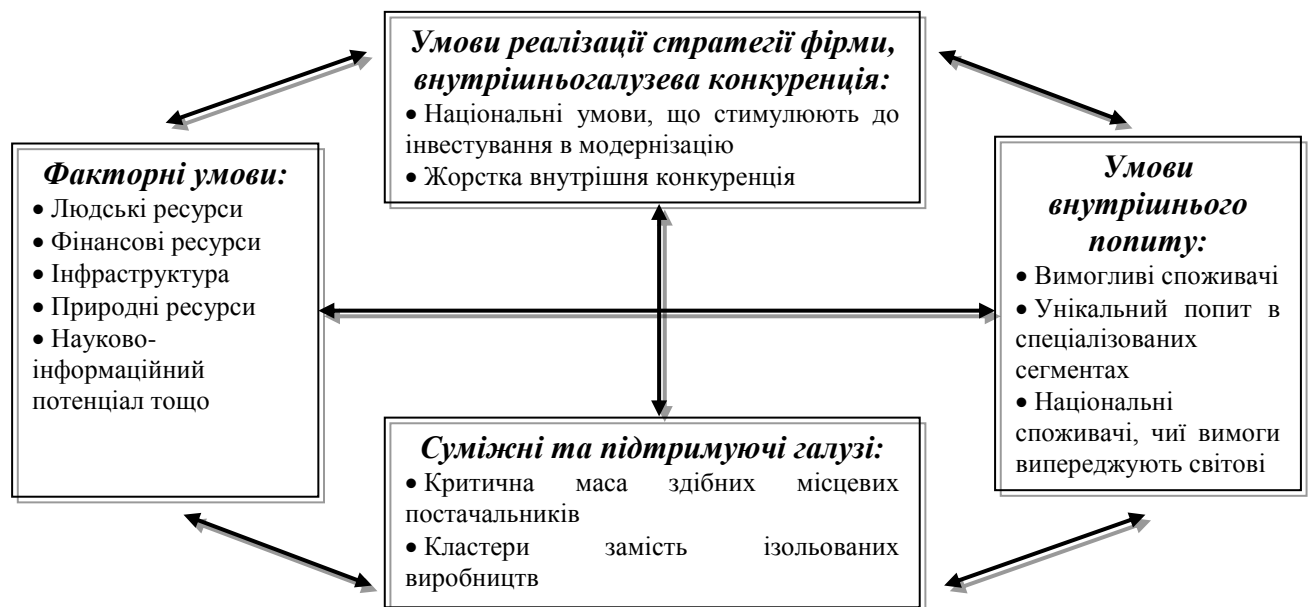 Умови реалізації стратегії фірми,
внутрішньогалузева конкуренція:
• Національні умови, що стимулюють до
інвестування в модернізацію
• Жорстка внутрішня конкуренція
Факторні умови:
• Людські ресурси
• Фінансові ресурси
• Інфраструктура
• Природні ресурси
• Науково-
інформаційний
потенціал тощо
Умови
внутрішнього
попиту:
• Вимогливі споживачі
• Унікальний попит в
спеціалізованих
сегментах
• Національні
споживачі, чиї вимоги
випереджують світові
Суміжні та підтримуючі галузі:
• Критична маса здібних місцевих
постачальників
• Кластери замість ізольованих
виробництв